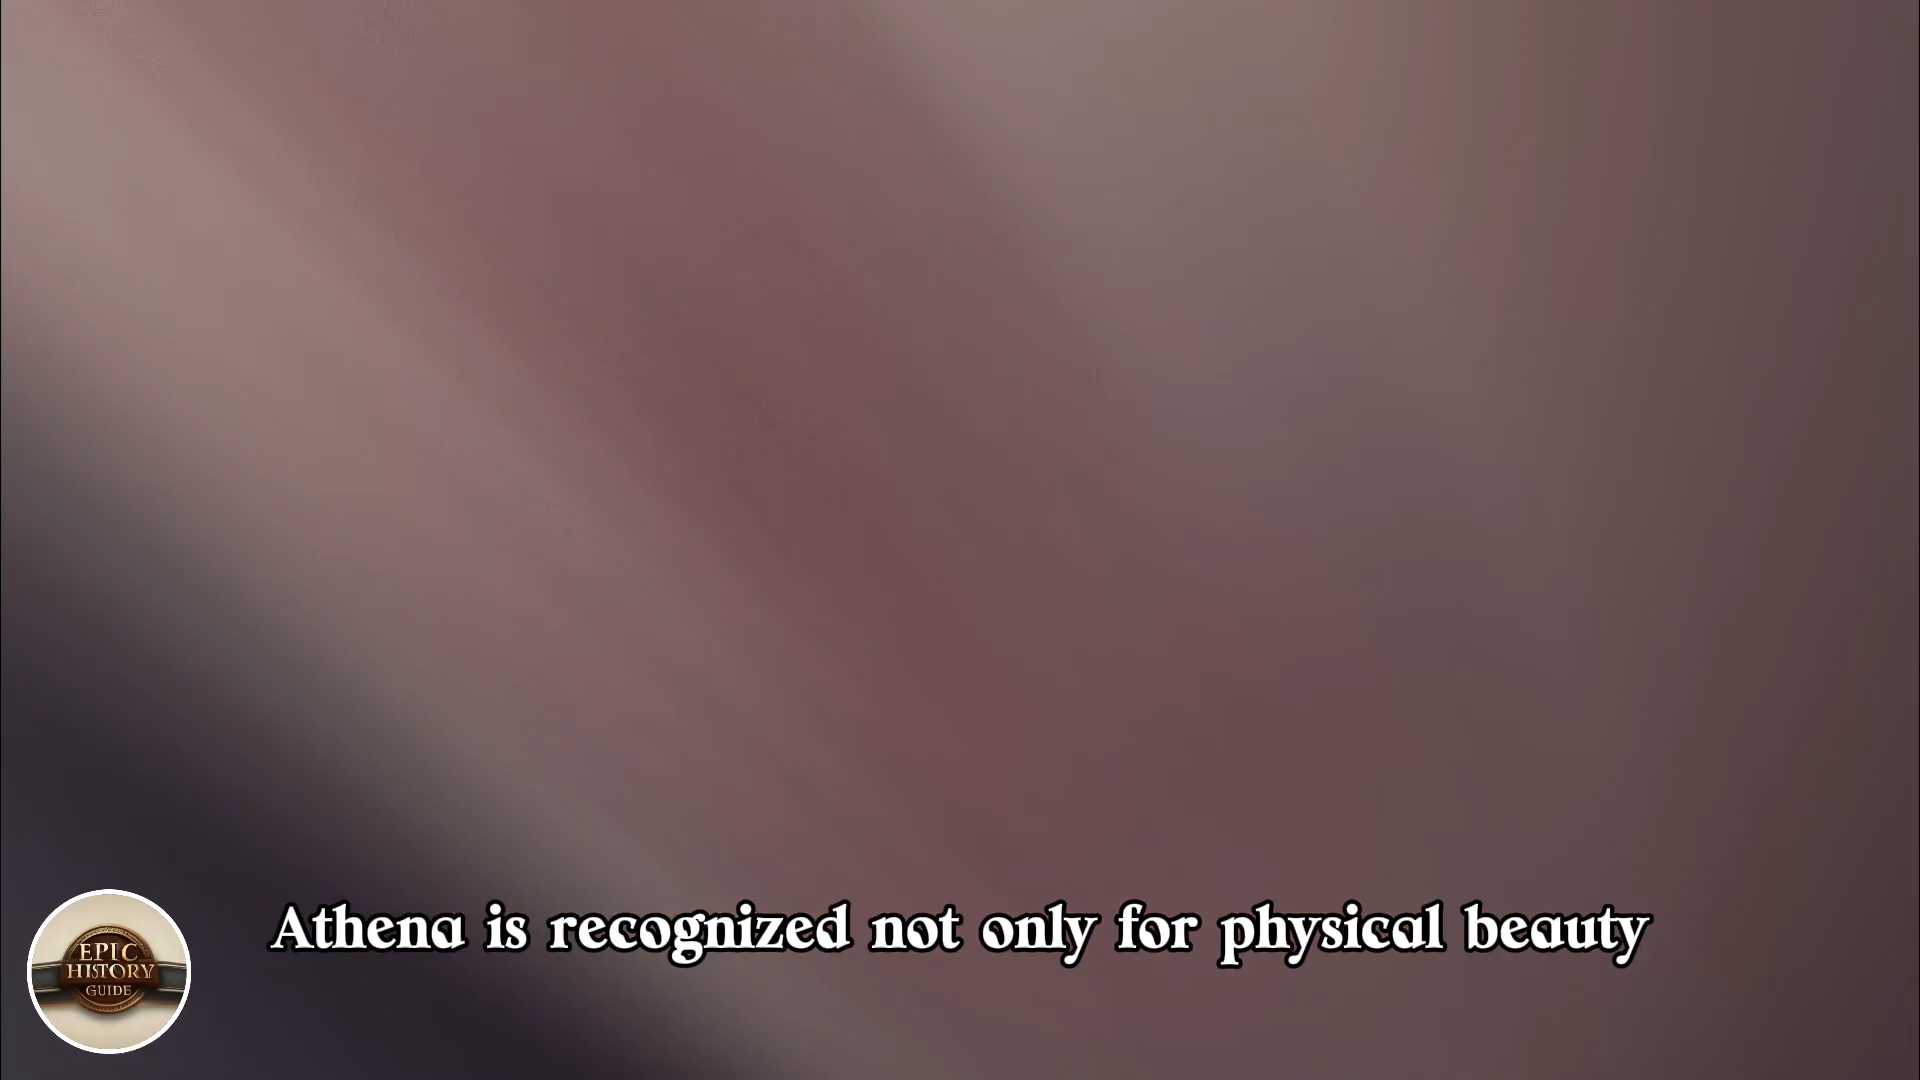 Athena is recognized not only for physical beauty
EPIC
HISTORY
GUIDE